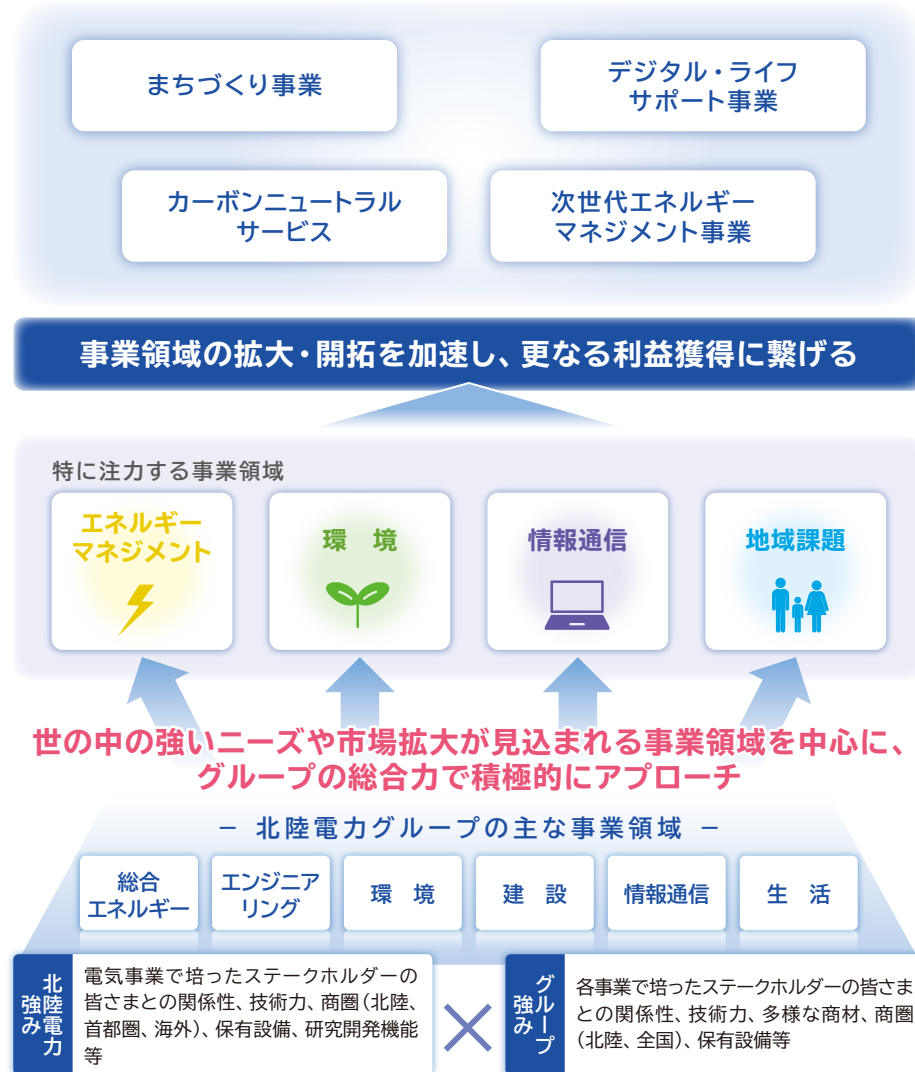 まちづくり事業
デジタル・ライフ
サポート事業
カーボンニュートラル
サービス
次世代エネルギー
マネジメント事業
事業領域の拡大・開拓を加速し、更なる利益獲得に繋げる
特に注力する事業領域
エネルギー
マネジメント
環　境
情報通信
地域課題
世の中の強いニーズや市場拡大が見込まれる事業領域を中心に、
グループの総合力で積極的にアプローチ
− 北陸電力グループの主な事業領域 −
総合
エネルギー
エンジニア
リング
環　境
建　設
情報通信
生　活
北陸電力
強み
電気事業で培ったステークホルダーの
皆さまとの関係性、技術力、商圏（北陸、
首都圏、海外）、保有設備、研究開発機能
等
×
グループ
強み
各事業で培ったステークホルダーの皆さま
との関係性、技術力、多様な商材、商圏
（北陸、全国）、保有設備等